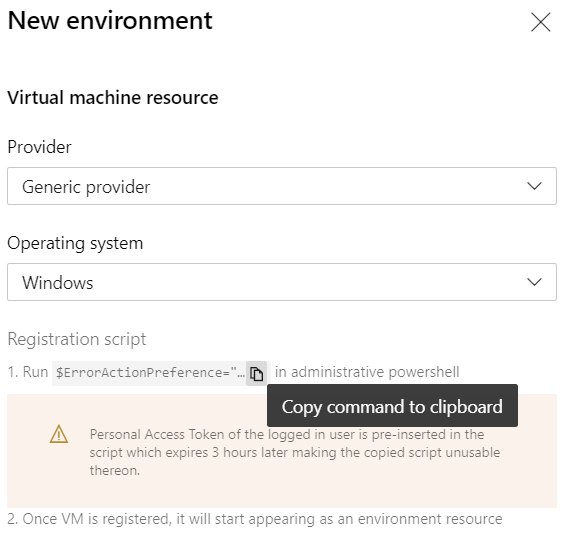 New environment
Virtual machine resource
Provider
Generic provider
Operating system
Windows
Registration script
1. Run $ErrorActionPreference="... in administrative powershell
Copy command to clipboard
Personal Access Token of the logged in user is pre-inserted in the
script which expires 3 hours later making the copied script unusable
thereon.
2. Once VM is registered, it will start appearing as an environment resource